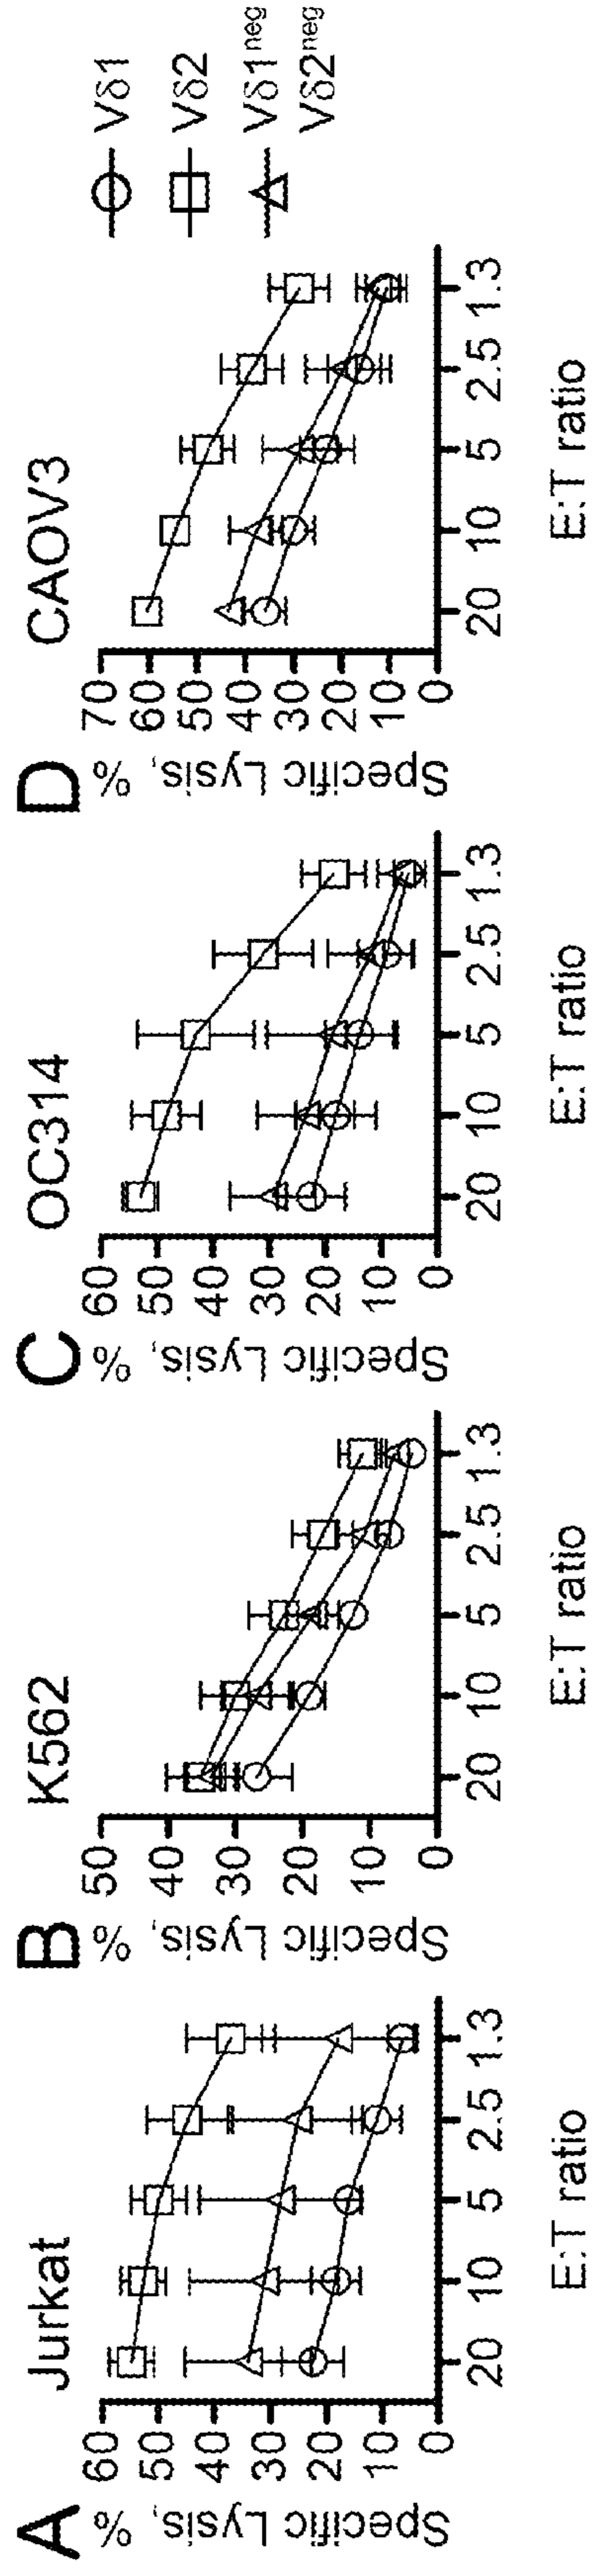 A
Jurkat
Specific Lysis, %
60
50
40
30
20
10
0
20 10 5 2.5 1.3
E:T ratio
B
K562
Specific Lysis, %
50
40
30
20
10
0
20 10 5 2.5 1.3
E:T ratio
C
OC314
Specific Lysis, %
60
50
40
30
20
10
0
20 10 5 2.5 1.3
E:T ratio
D
CAOV3
Specific Lysis, %
70
60
50
40
30
20
10
0
20 10 5 2.5 1.3
E:T ratio
Vδ1
Vδ2
Vδ1neg
Vδ2neg